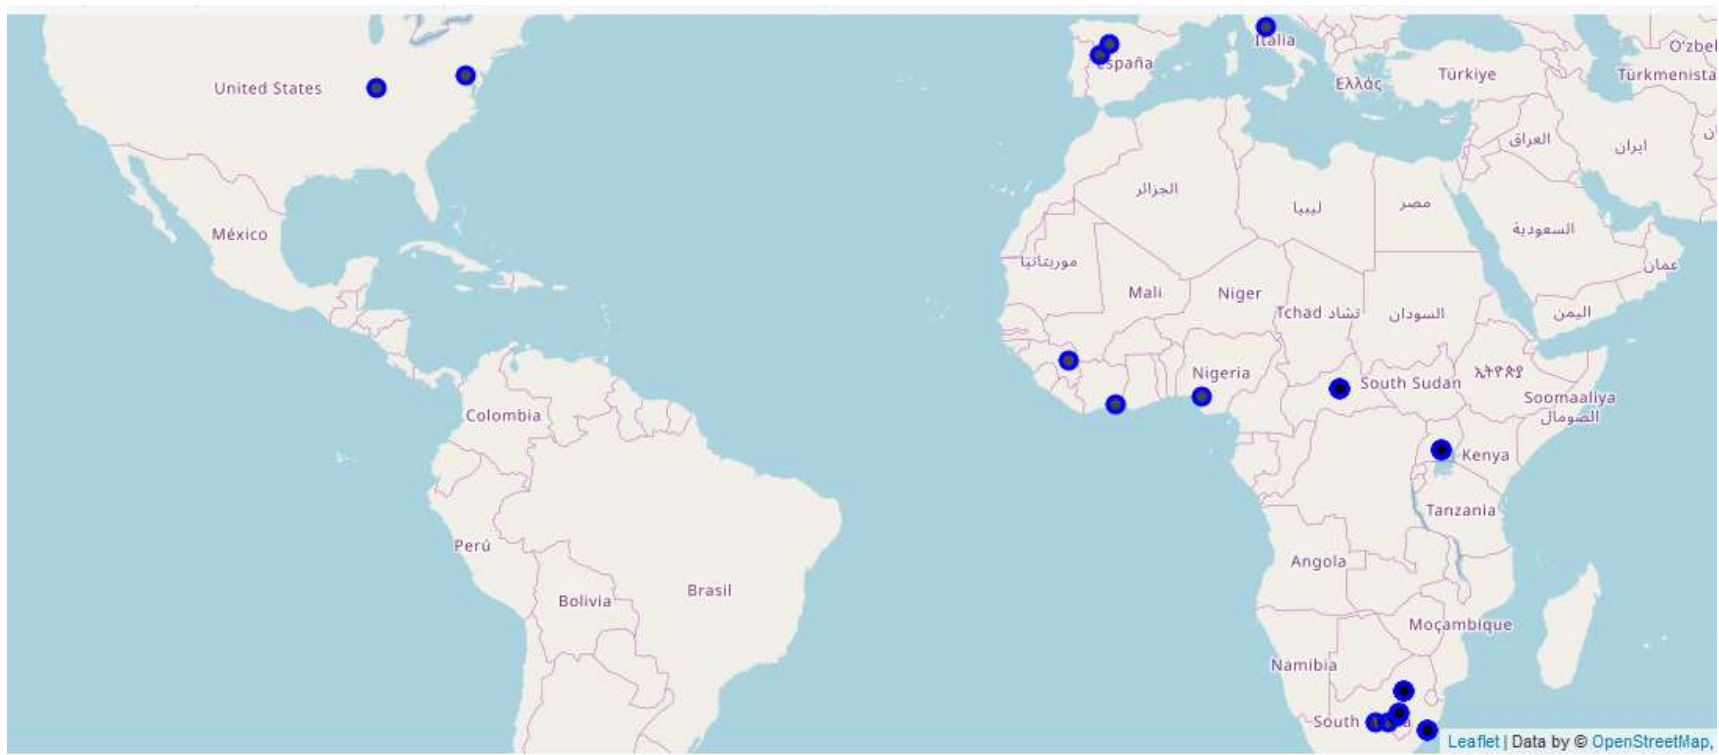 Italia
O'zbel
United States
España
Türkiye
Türkmenista
Ελλάς
العراق
ایران
الجزائر
ليبيا
مصر
México
السعودية
موريتانيا
عمان
Mali
Niger
Tchad تشاد
السودان
اليمن
Nigeria
ኢትዮጵያ
South Sudan
Colombia
Soomaaliya
الصومال
Kenya
Tanzania
Perú
Angola
Brasil
Bolivia
Moçambique
Namibia
South
Leaflet | Data by © OpenStreetMap,